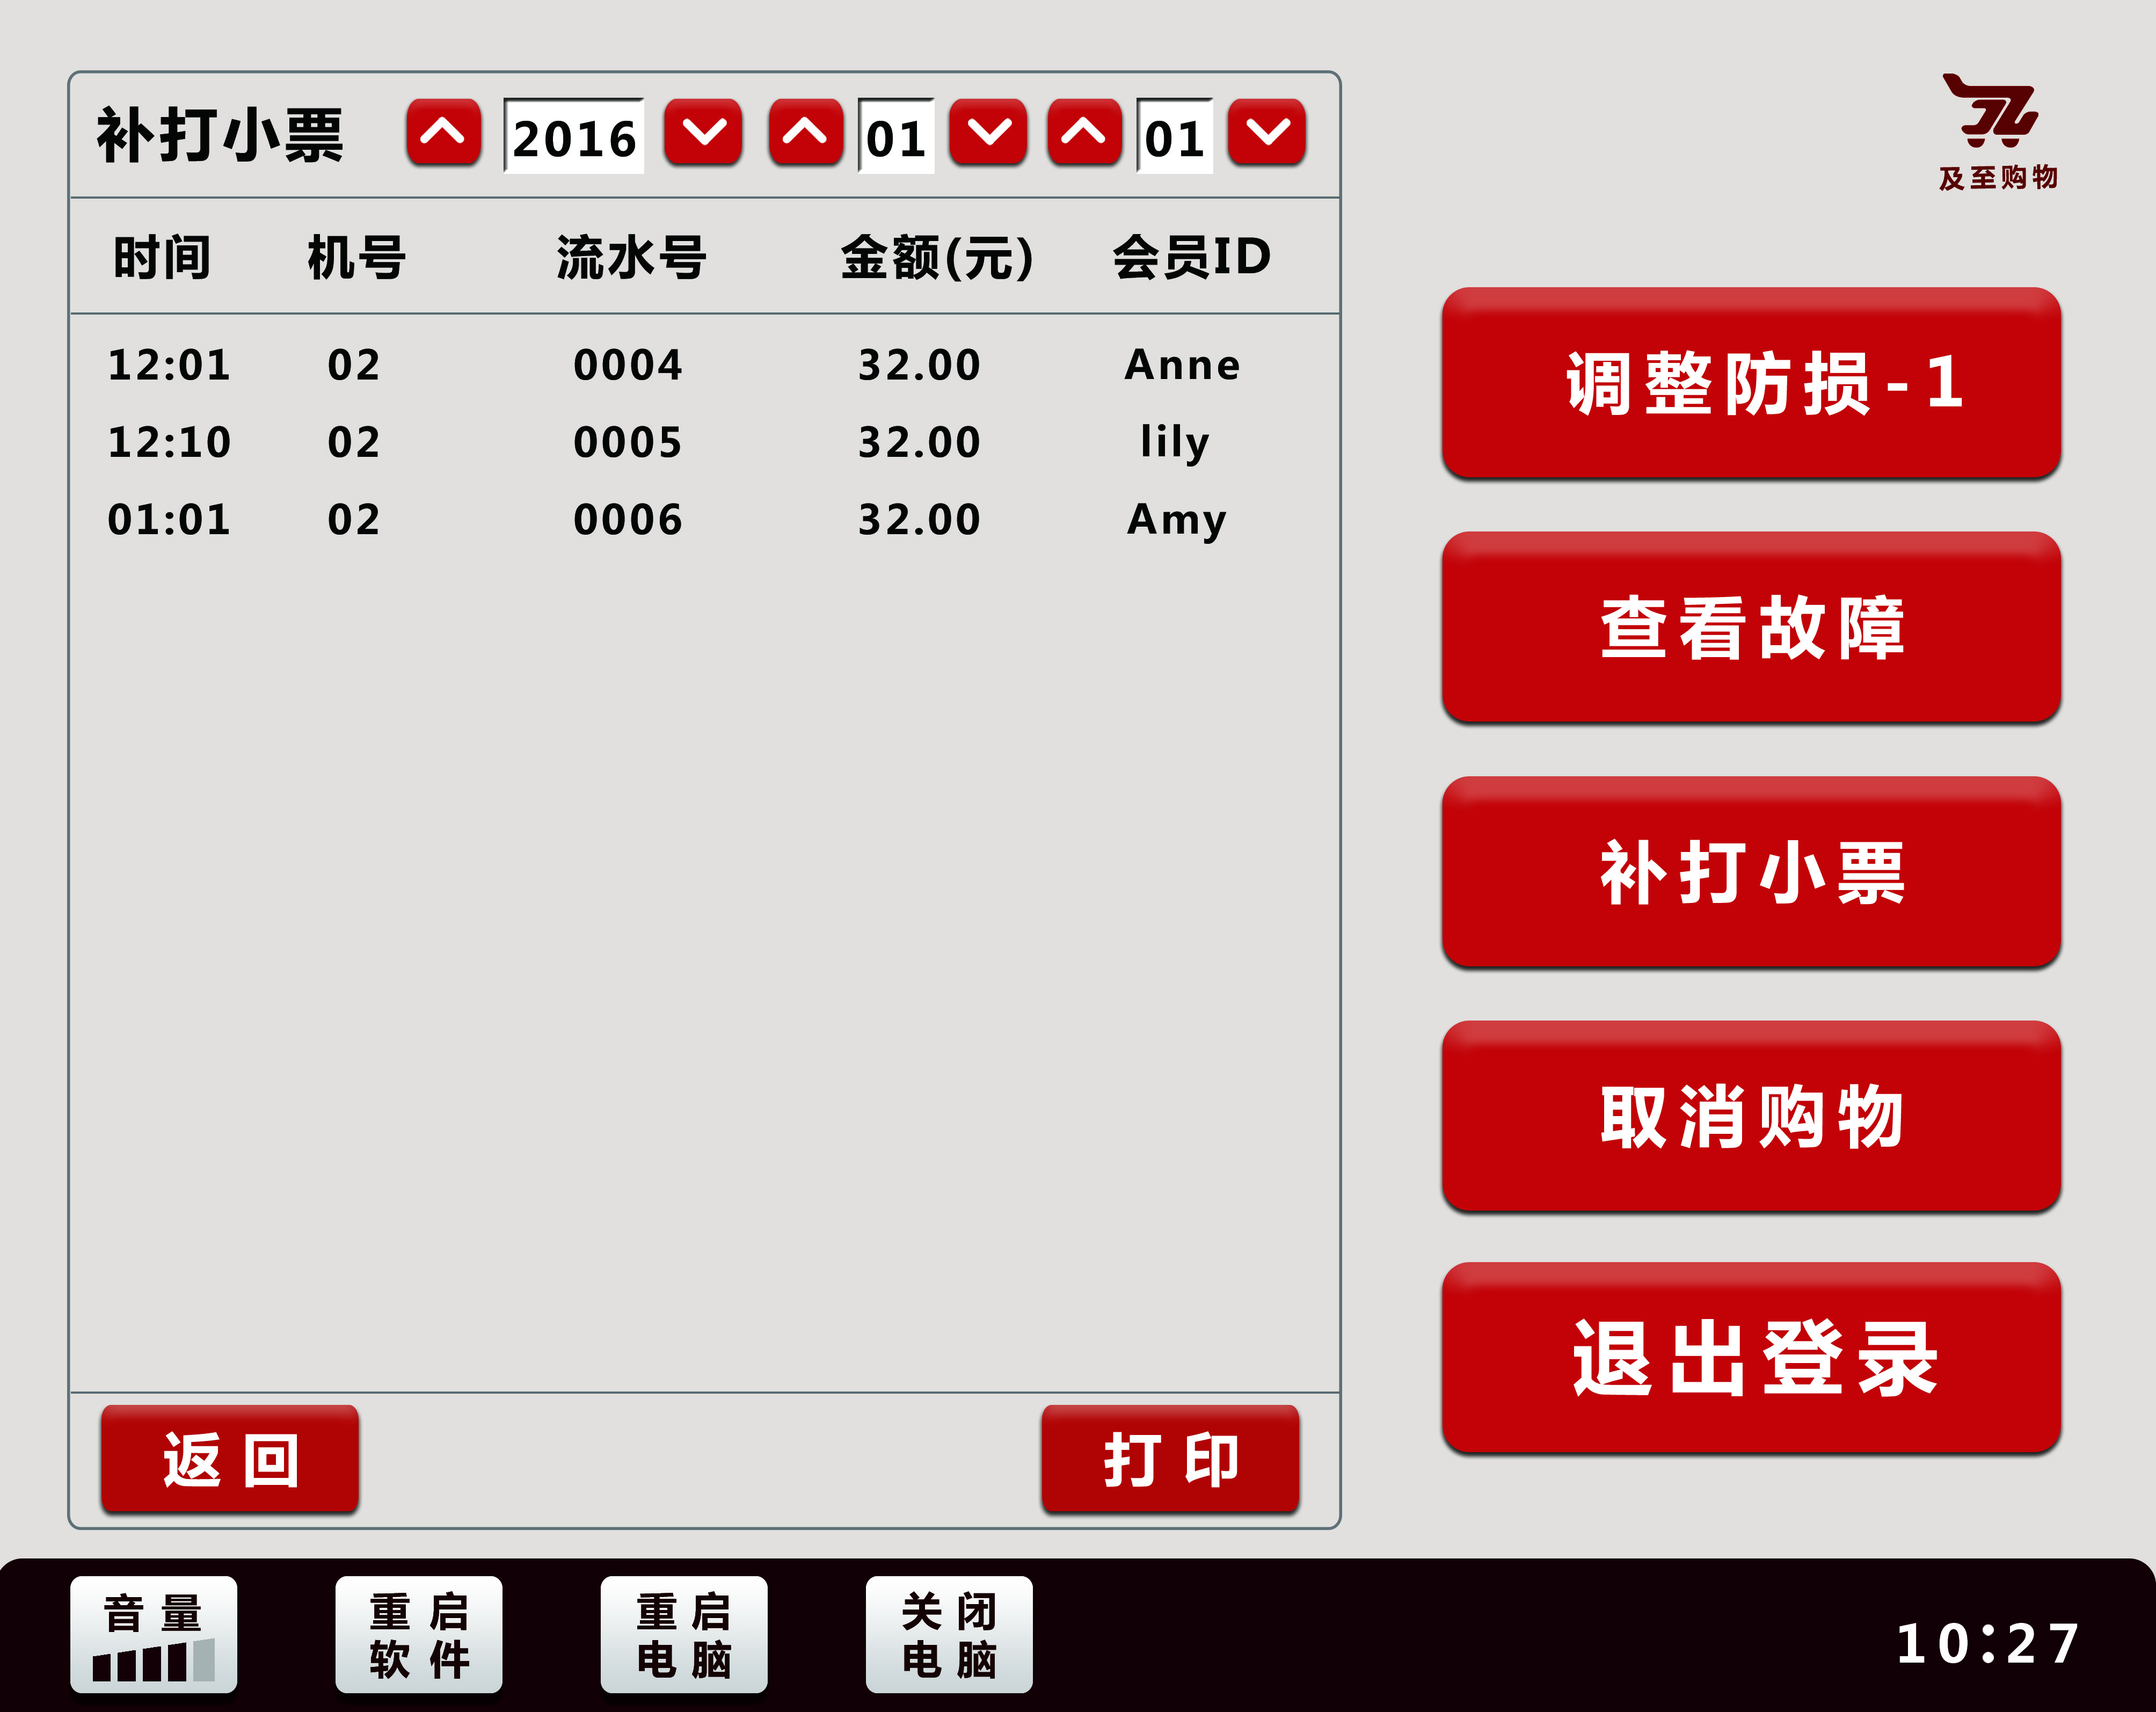 补打小票 2016 01 01
及至购物
时间 机号 流水号 金额(元) 会员ID
12:01 02 0004 32.00 Anne
12:10 02 0005 32.00 lily
01:01 02 0006 32.00 Amy
调整防损-1
查看故障
补打小票
取消购物
退出登录
返回 打印
音量
重启
软件
重启
电脑
关闭
电脑
10:27